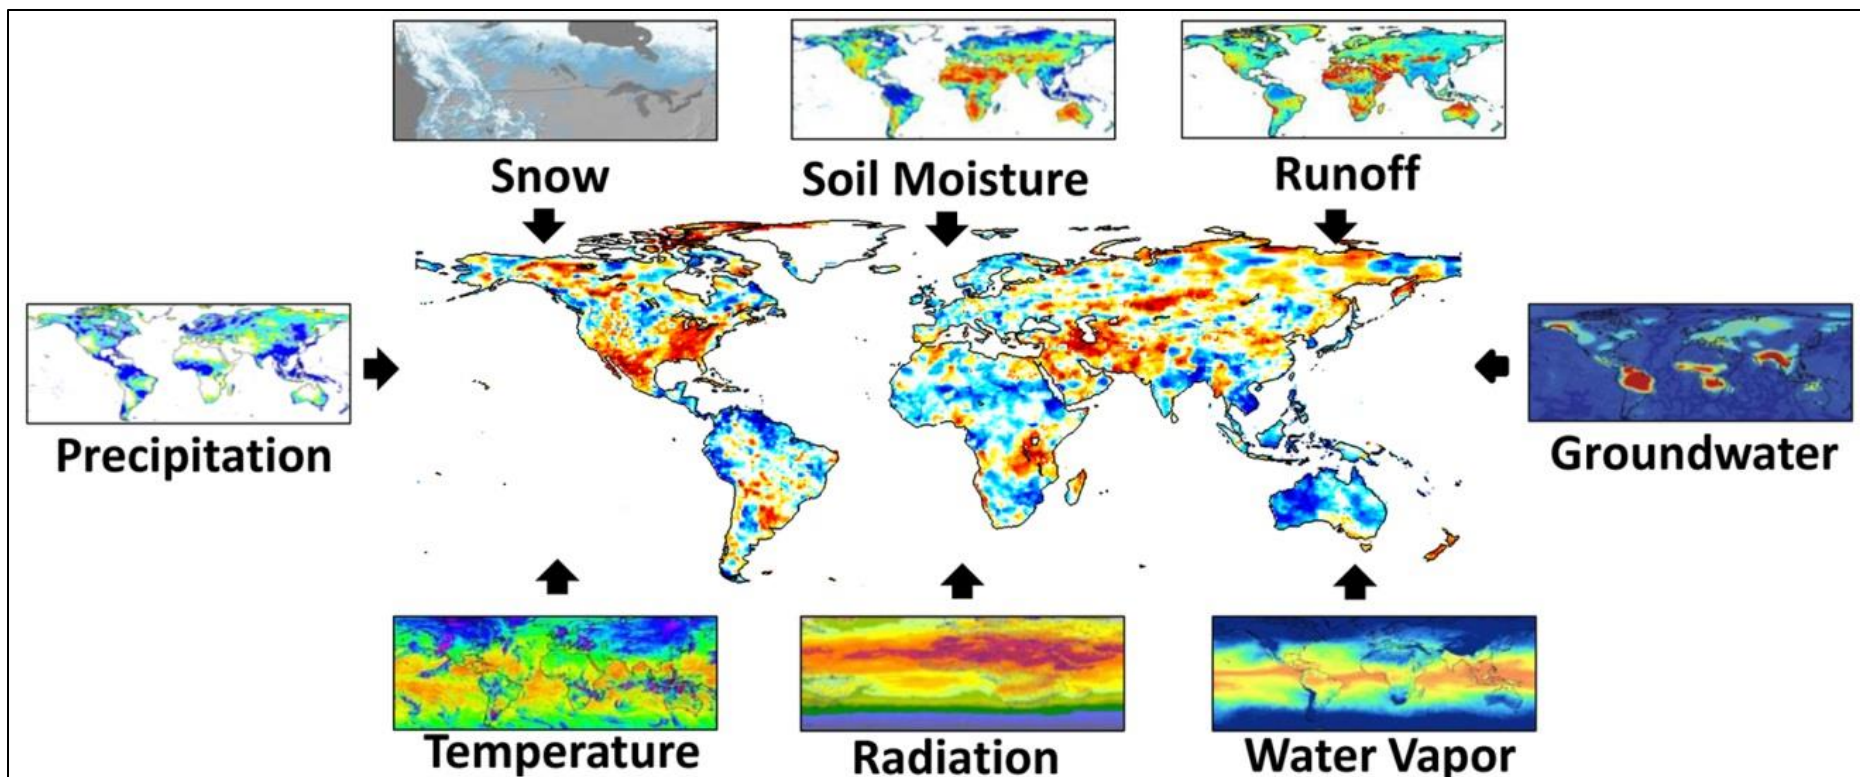 Snow
Soil Moisture
Runoff
Precipitation
Groundwater
Temperature
Radiation
Water Vapor